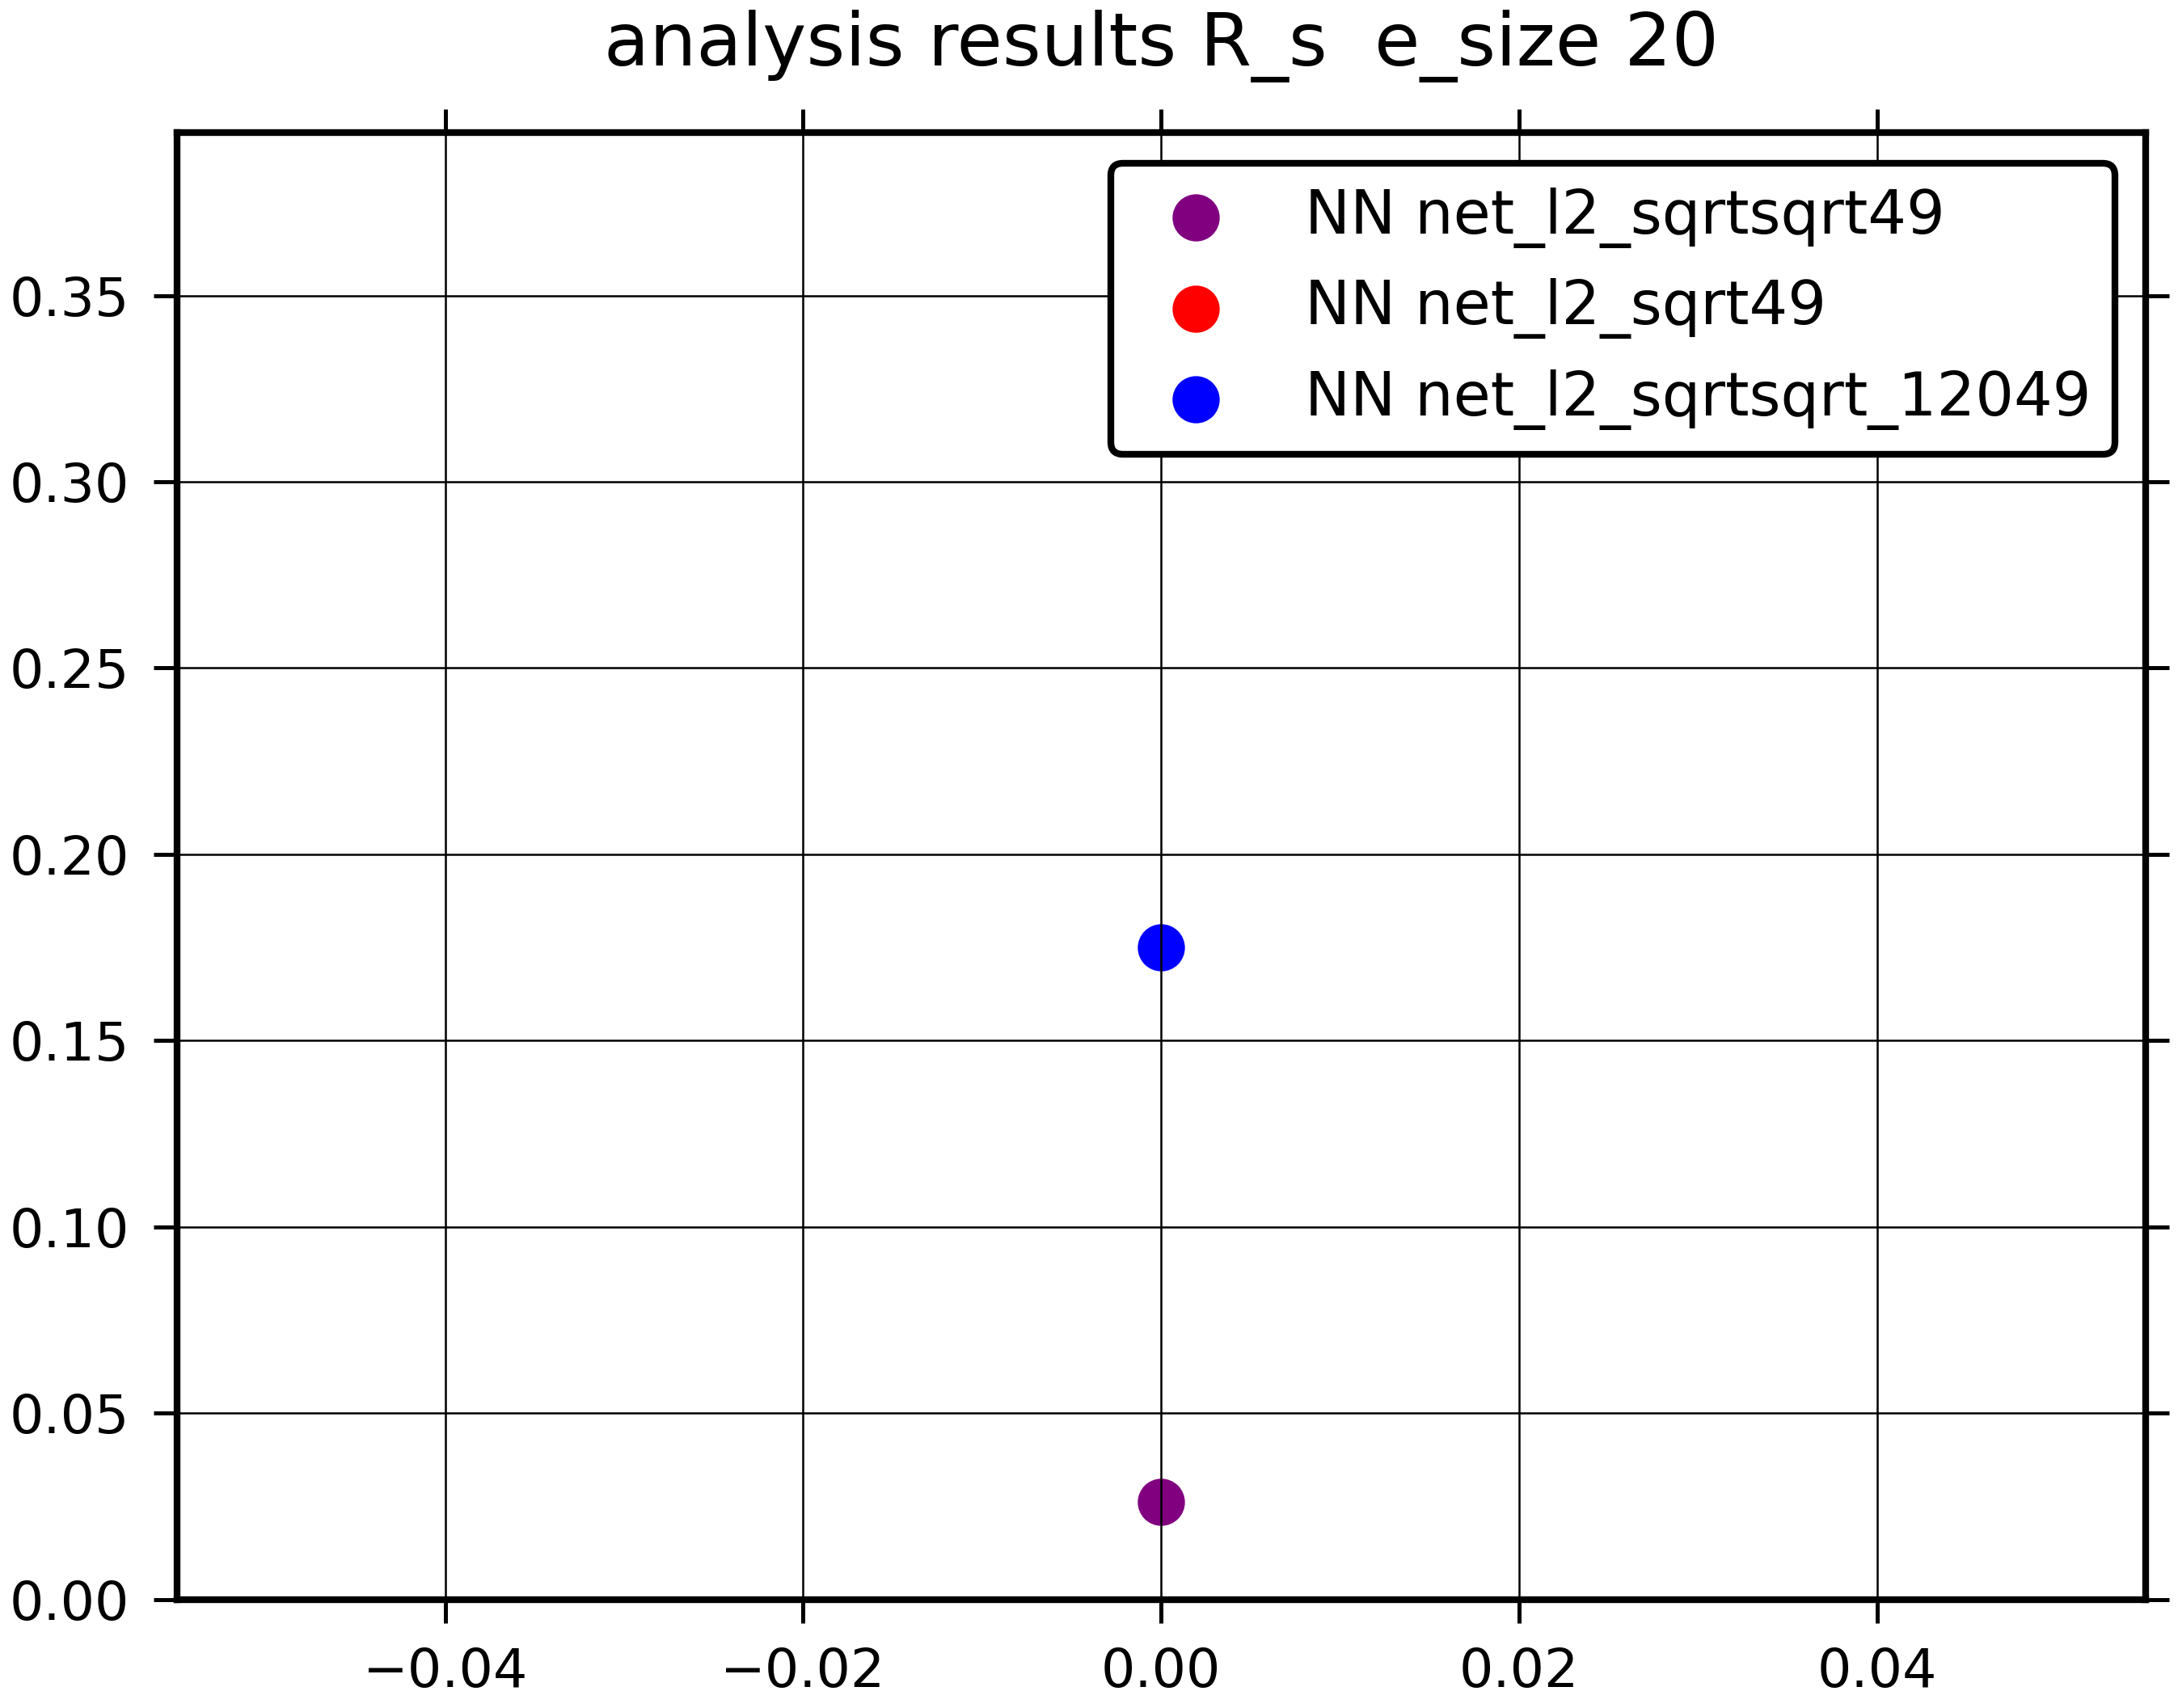 analysis results R_s  e_size 20
NN net_l2_sqrtsqrt49
NN net_l2_sqrt49
NN net_l2_sqrtsqrt_12049
0.35
0.30
0.25
0.20
0.15
0.10
0.05
0.00
−0.04 −0.02 0.00 0.02 0.04